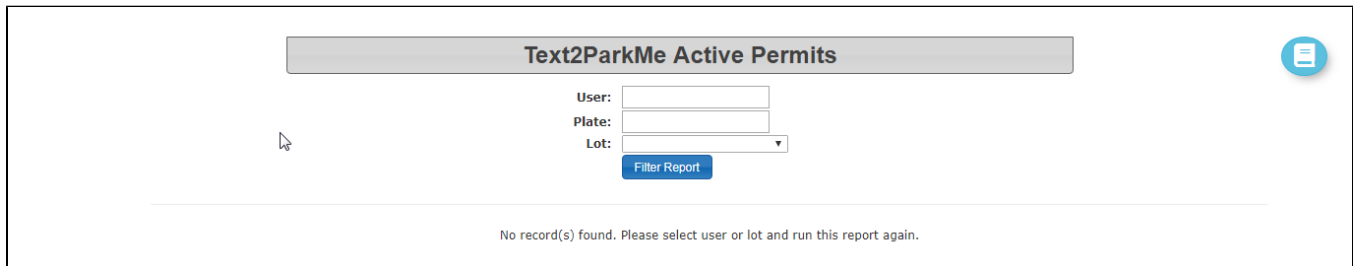 Text2ParkMe Active Permits
User:
Plate:
Lot:
Filter Report
No record(s) found. Please select user or lot and run this report again.